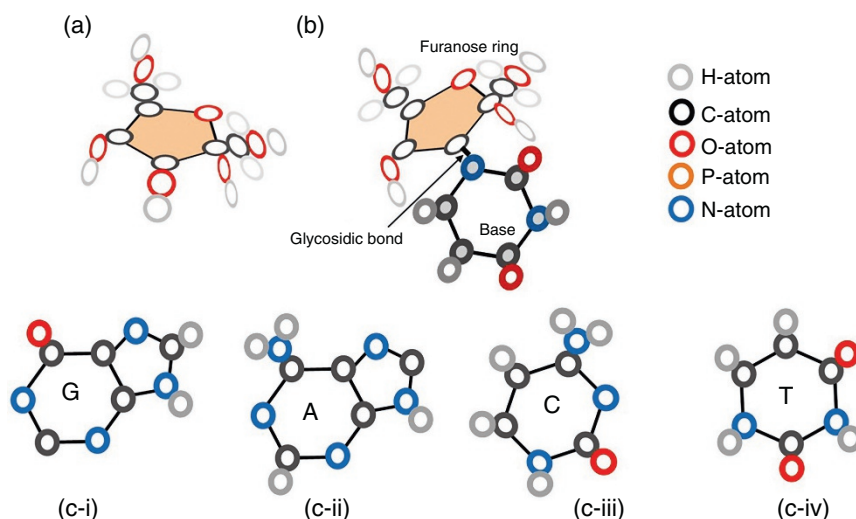 (a)
(b)
Furanose ring
Glycosidic bond
Base
H-atom
C-atom
O-atom
P-atom
N-atom
G
A
C
T
(c-i)
(c-ii)
(c-iii)
(c-iv)